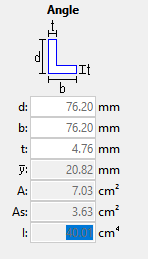 Angle
t
d
t
b
d: 76.20 mm
b: 76.20 mm
t: 4.76 mm
y: 20.82 mm
A: 7.03 cm²
As: 3.63 cm²
I: cm⁴